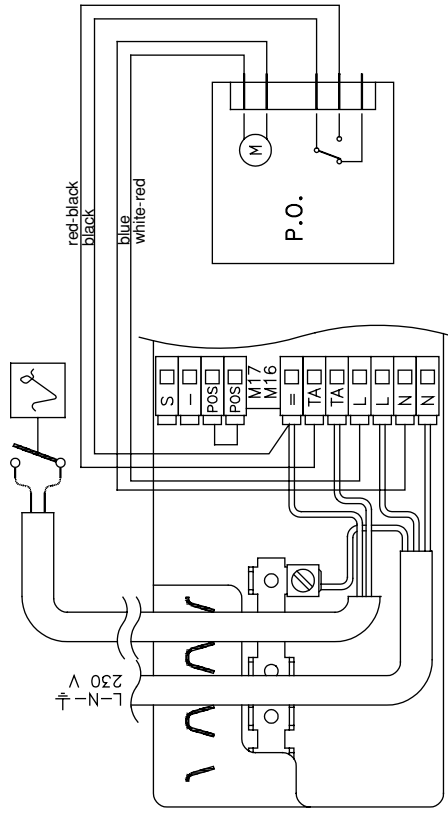 red-black
black
blue
white-red
M
P.O.
S
–
POS
POS
M17
M16
=
TA
TA
L
L
N
N
L-N-⏚
230 V